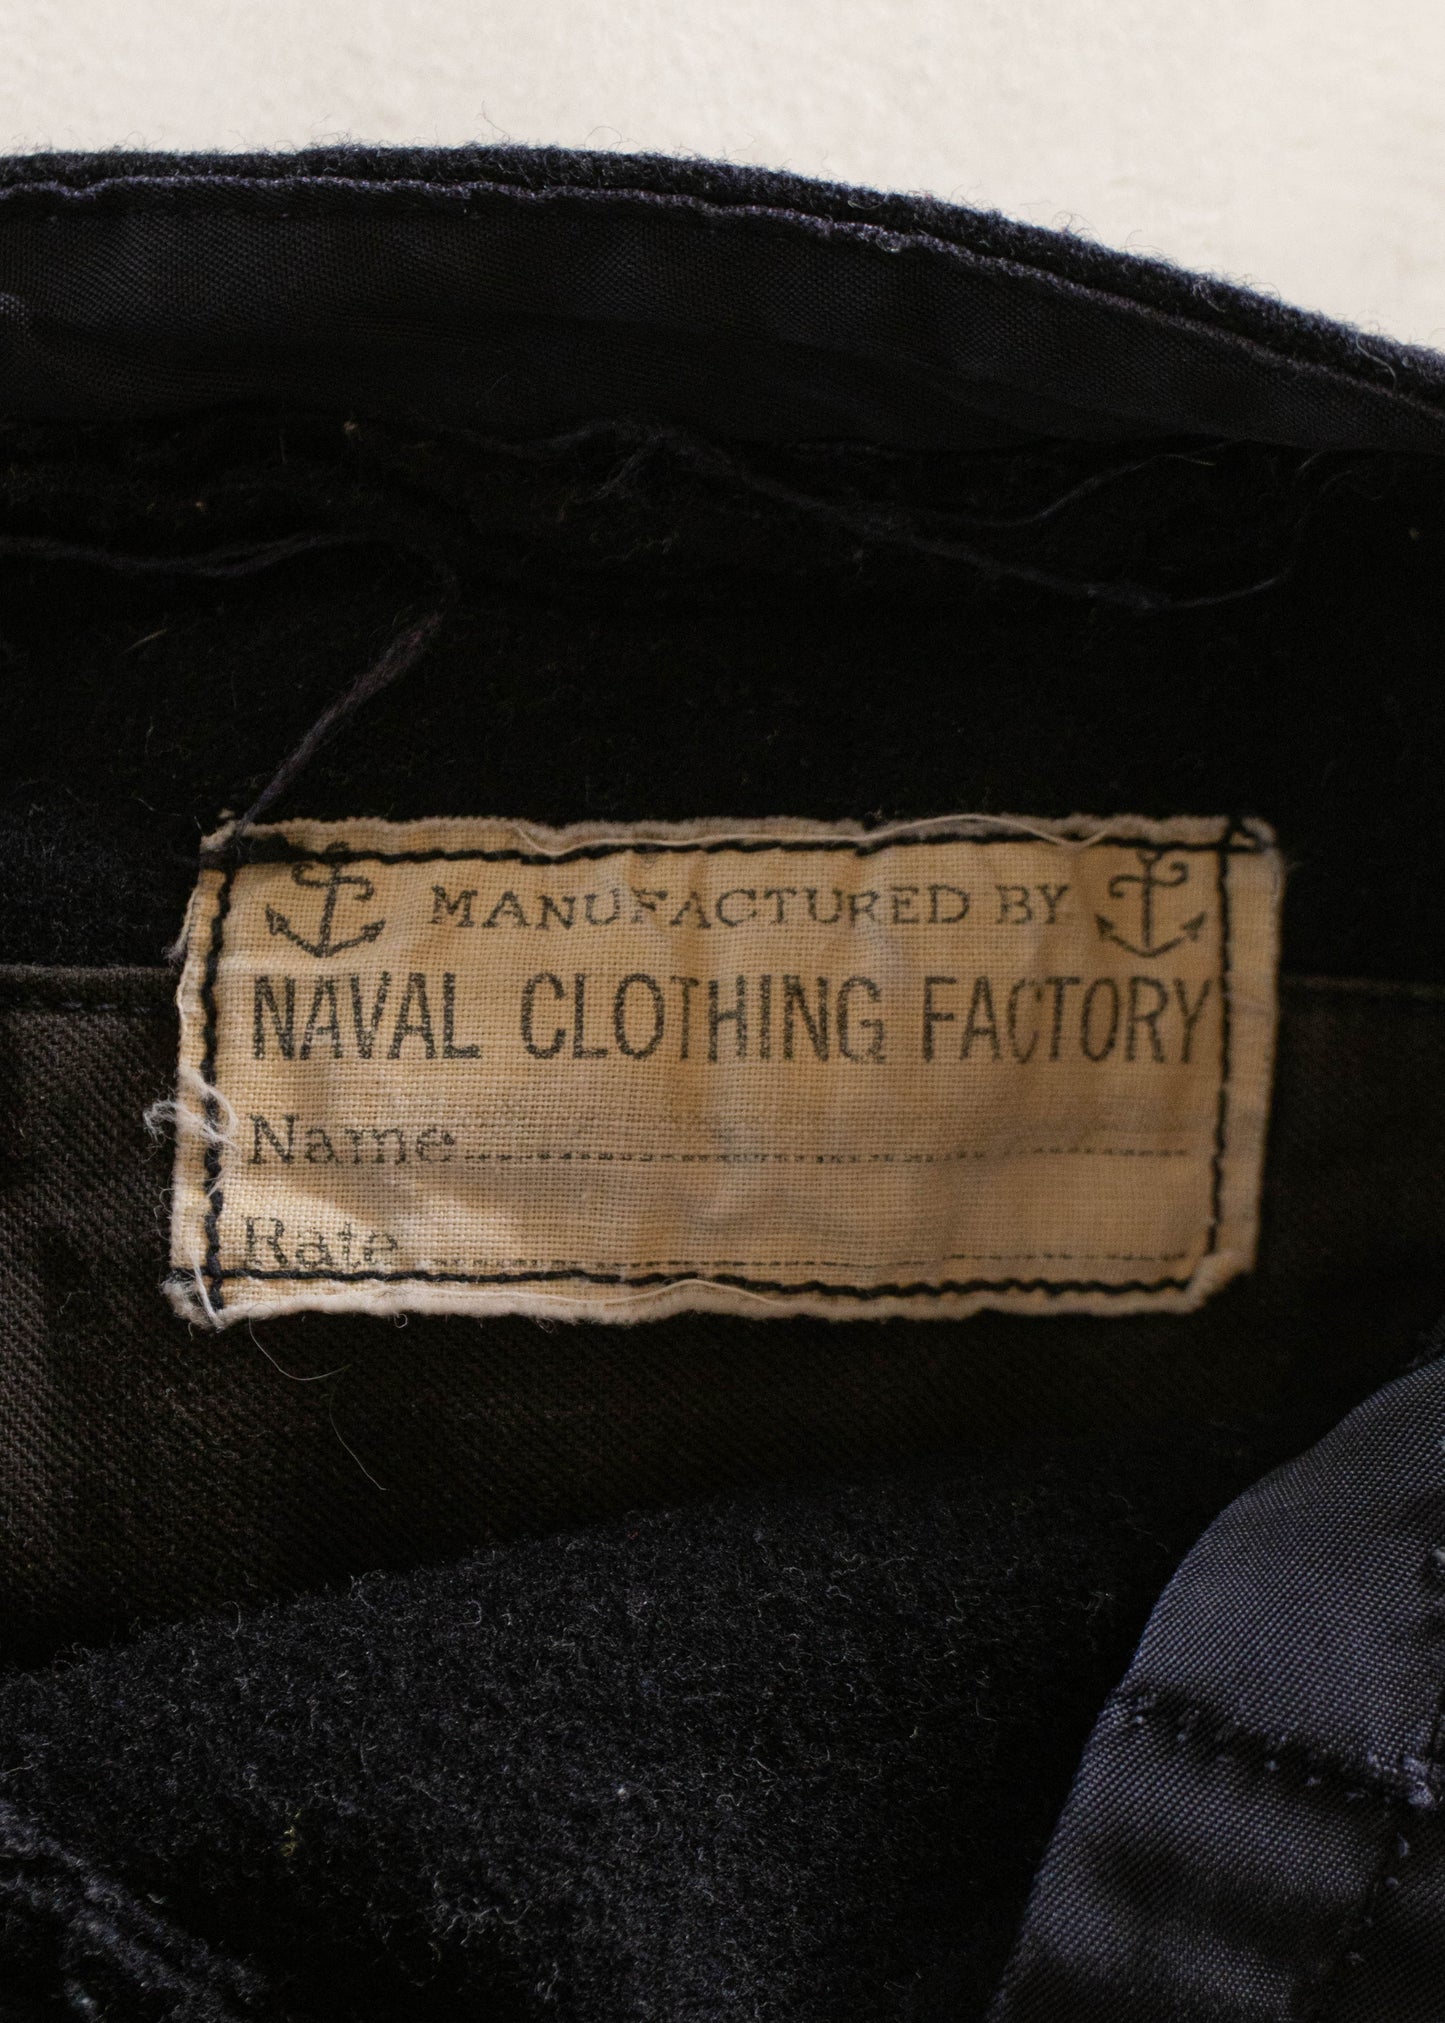 MANUFACTURED BY
NAVAL CLOTHING FACTORY
Name
Rate